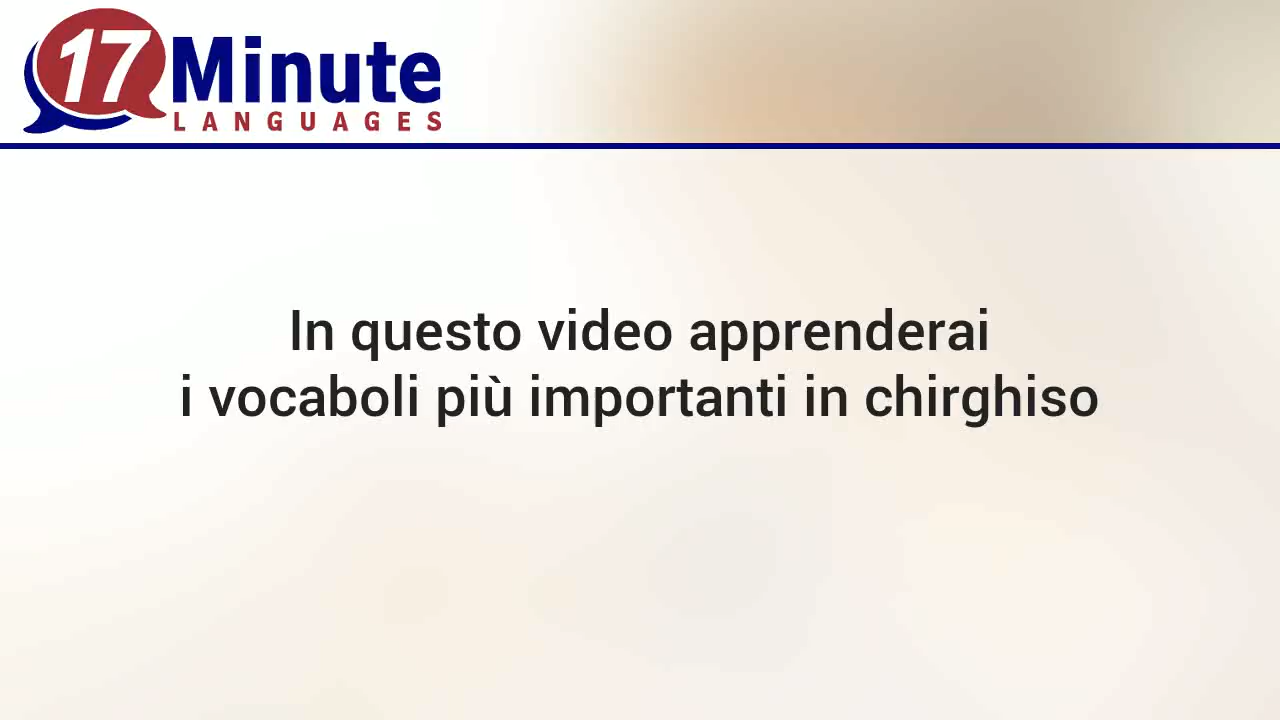 17 Minute
LANGUAGES
In questo video apprenderai
i vocaboli più importanti in chirghiso